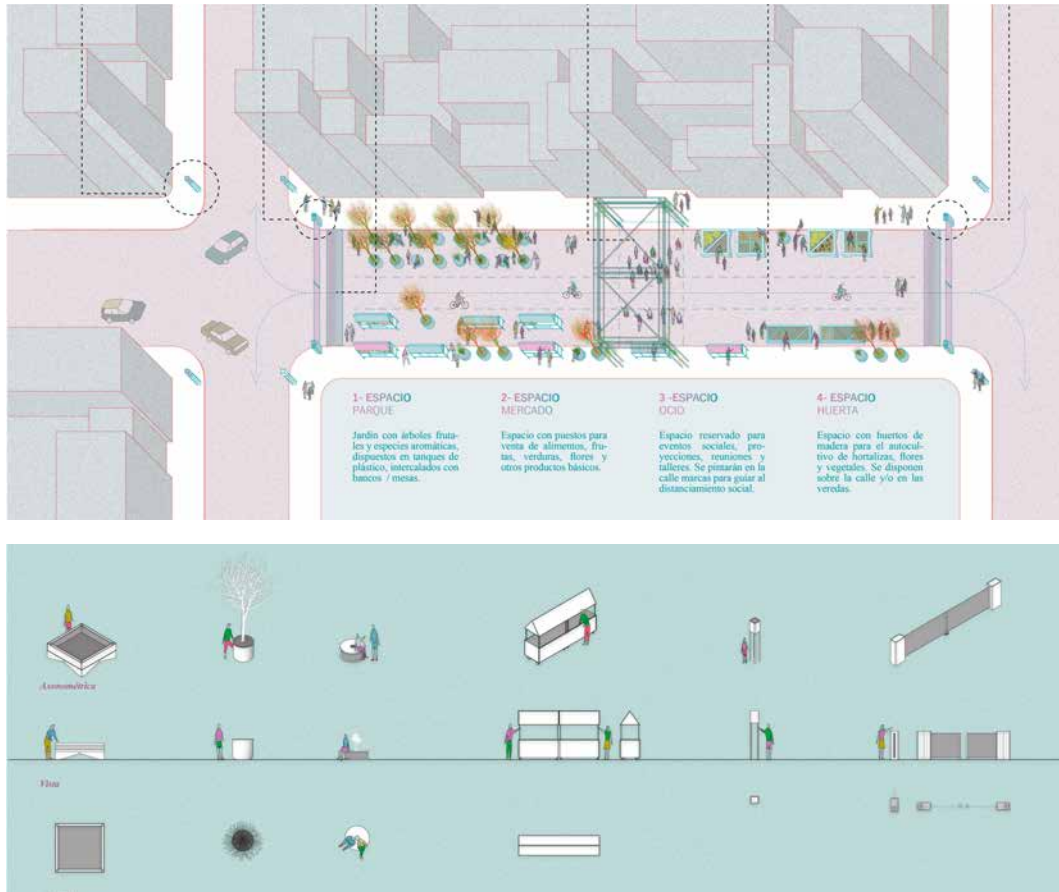 1- ESPACIO
PARQUE
Jardín con árboles fruta-
les y especies aromáticas,
dispuestos en tanques de
plástico, intercalados con
bancos / mesas.
2- ESPACIO
MERCADO
Espacio con puestos para
venta de alimentos, fru-
tas, verduras, flores y
otros productos básicos.
3 -ESPACIO
OCIO
Espacio reservado para
eventos sociales, pro-
yecciones, reuniones y
talleres. Se pintarán en la
calle marcas para guiar al
distanciamiento social.
4- ESPACIO
HUERTA
Espacio con huertos de
madera para el autocul-
tivo de hortalizas, flores
y vegetales. Se disponen
sobre la calle y/o en las
veredas.
Axonométrica
Vista